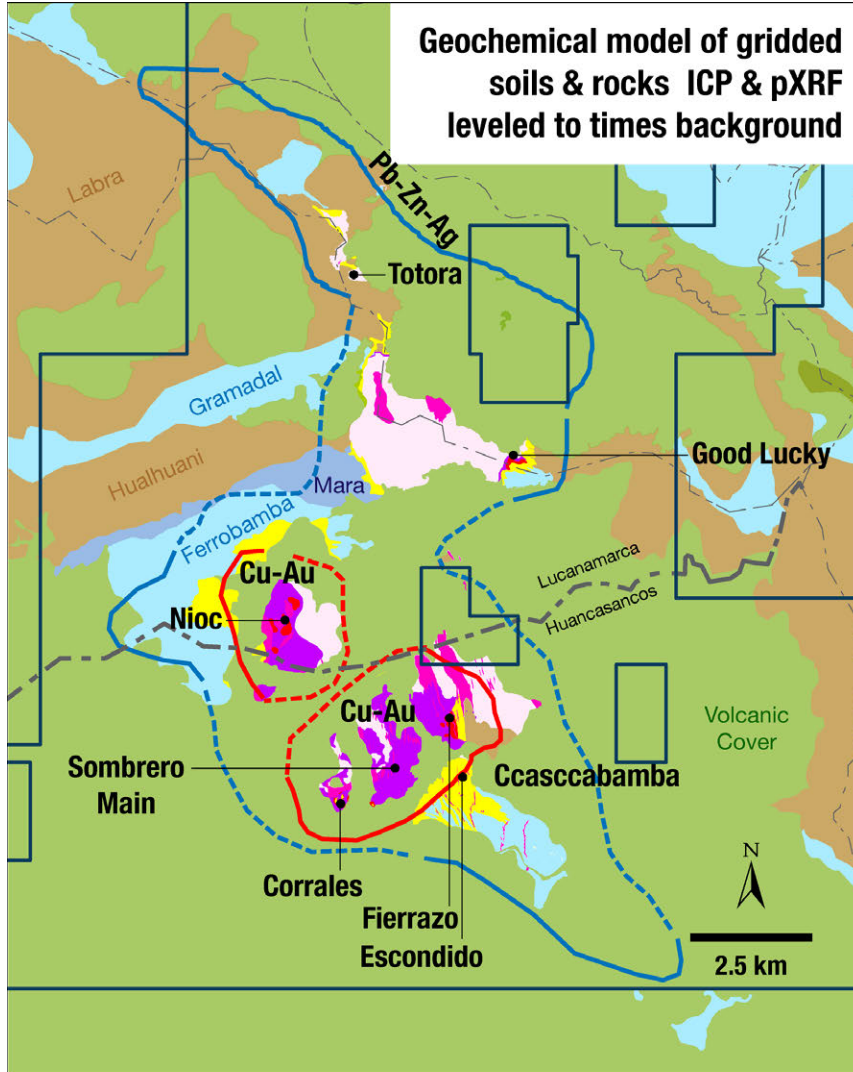 Geochemical model of gridded
soils & rocks ICP & pXRF
leveled to times background
Labra
Pb-Zn-Ag
Totora
Gramadal
Good Lucky
Hualhuani
Mara
Ferrobamba
Lucanamarca
Cu-Au
Huancasancos
Nioc
Cu-Au
Volcanic
Cover
Sombrero
Main
Ccasccabamba
Corrales
N
Fierrazo
Escondido
2.5 km